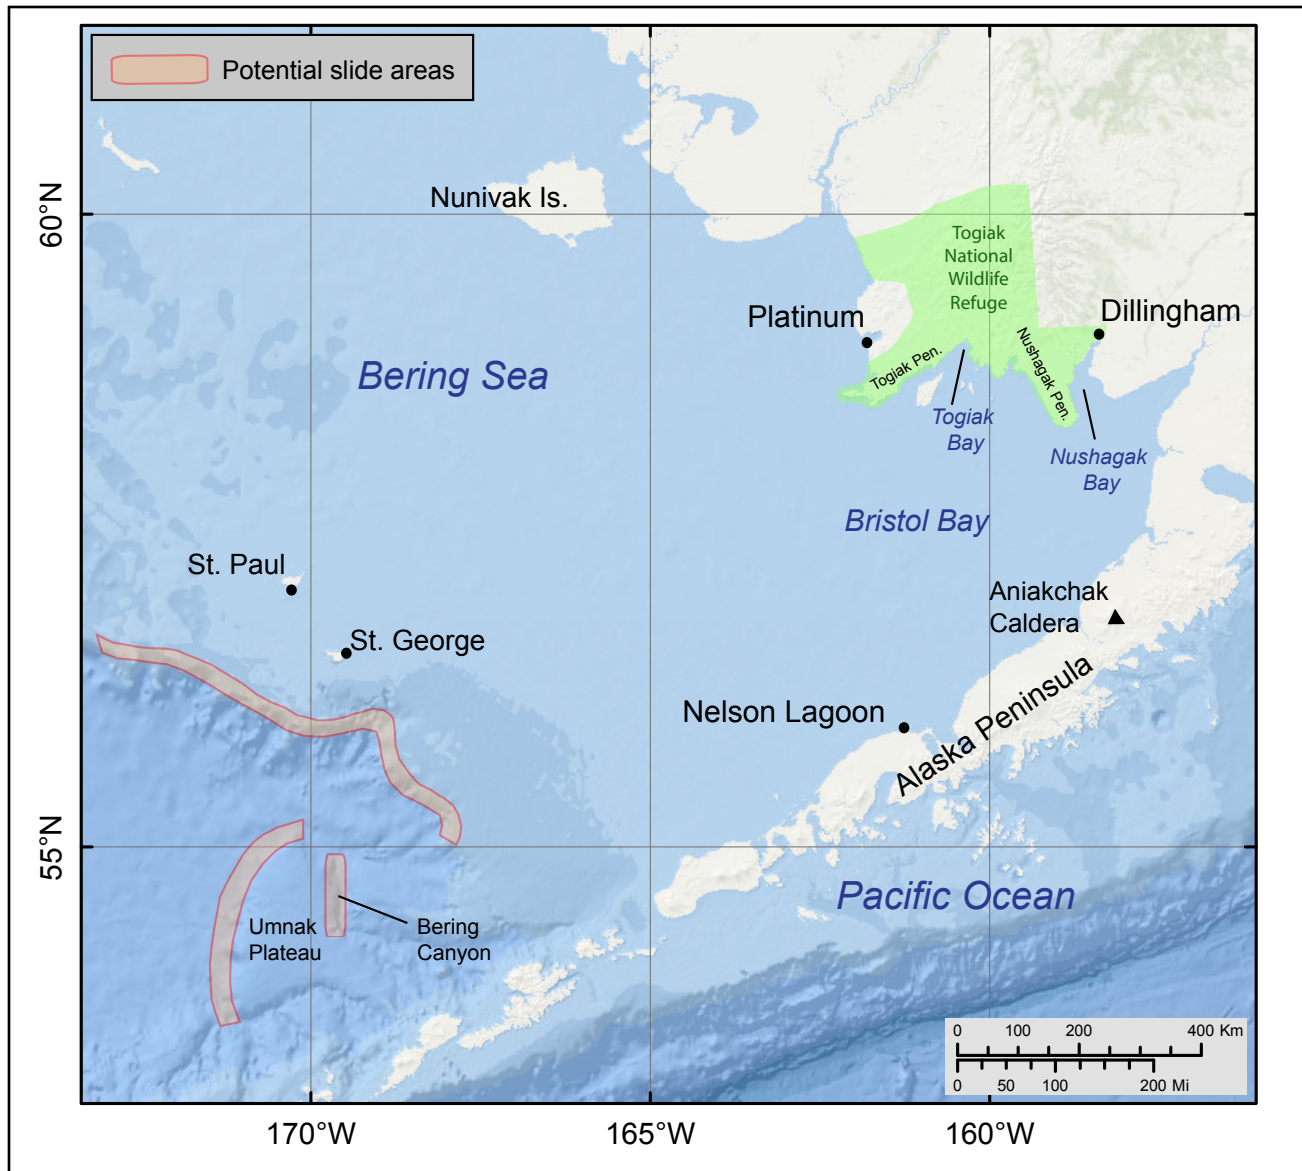 Potential slide areas
60°N
55°N
Nunivak Is.
Togiak
National
Wildlife
Refuge
Platinum
Dillingham
Togiak Pen.
Nushagak Pen.
Bering Sea
Togiak
Bay
Nushagak
Bay
Bristol Bay
St. Paul
Aniakchak
Caldera
St. George
Nelson Lagoon
Alaska Peninsula
Pacific Ocean
Umnak
Plateau
Bering
Canyon
0 100 200 400 Km
0 50 100 200 Mi
170°W 165°W 160°W